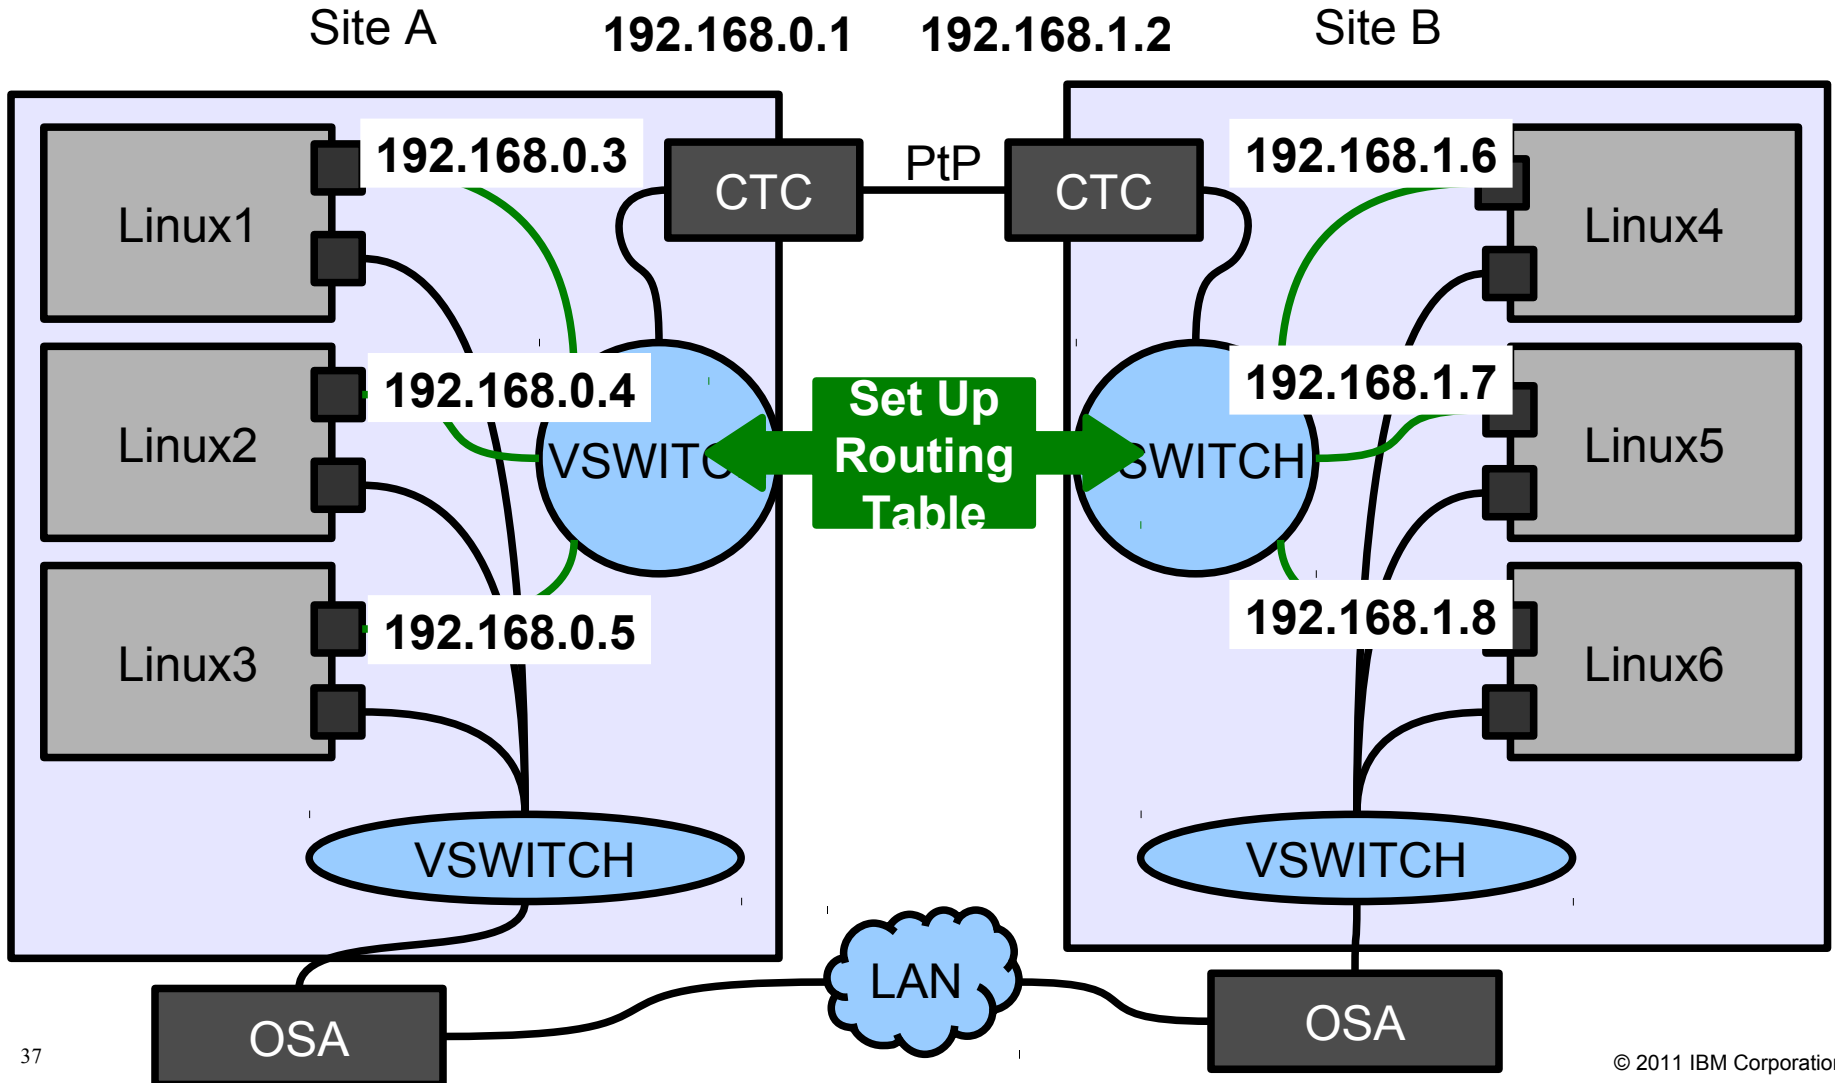 Site A
192.168.0.1
192.168.1.2
Site B
192.168.0.3
CTC
PtP
CTC
192.168.1.6
Linux1
Linux4
192.168.0.4
Set Up
Routing
Table
192.168.1.7
Linux2
VSWITC
SWITCH
Linux5
192.168.0.5
192.168.1.8
Linux3
Linux6
VSWITCH
VSWITCH
LAN
OSA
OSA
37
© 2011 IBM Corporation